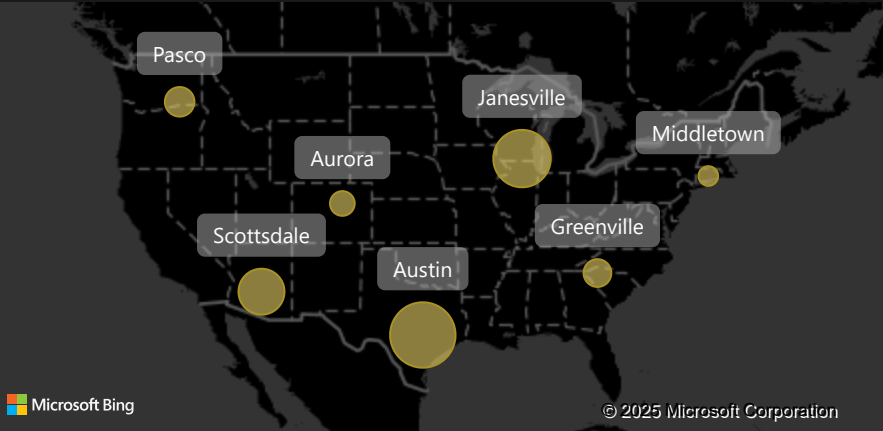 Pasco
Janesville
Middletown
Aurora
Greenville
Scottsdale
Austin
Microsoft Bing
© 2025 Microsoft Corporation